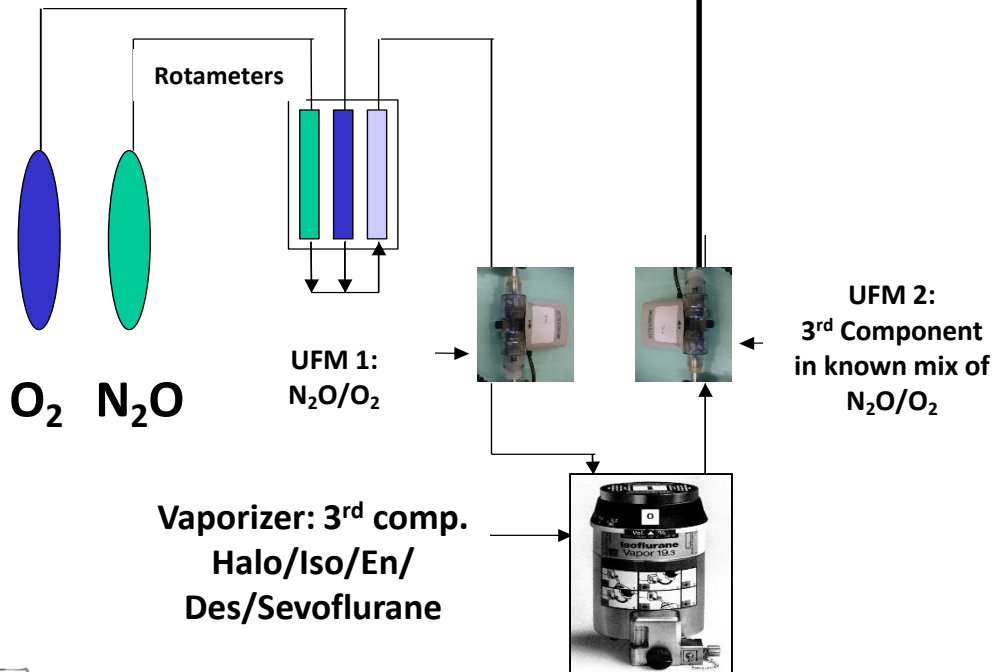 Rotameters
O₂ N₂O
UFM 1:
N₂O/O₂
UFM 2:
3rd Component
in known mix of
N₂O/O₂
Vaporizer: 3rd comp.
Halo/Iso/En/
Des/Sevoflurane
O
Vol. %
Isoflurane
Vapor 19.3